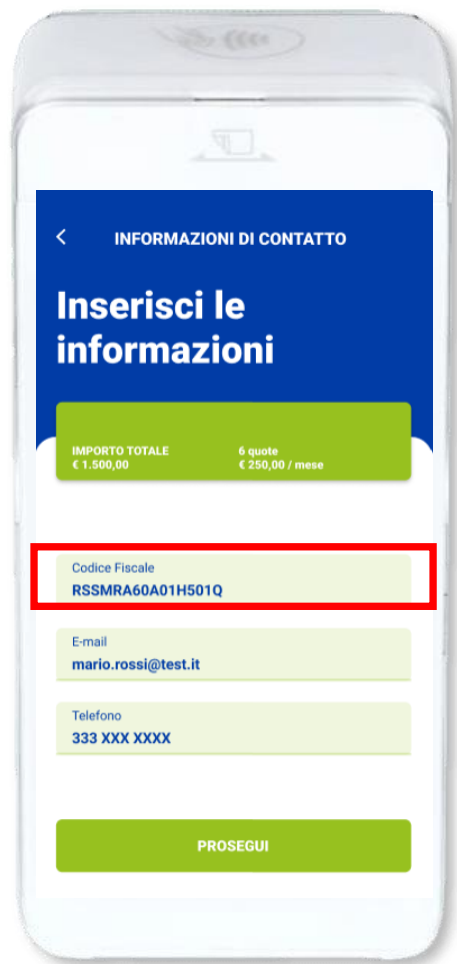 INFORMAZIONI DI CONTATTO
Inserisci le
informazioni
IMPORTO TOTALE 6 quote
€ 1.500,00 € 250,00 / mese
Codice Fiscale
RSSMRA60A01H501Q
E-mail
mario.rossi@test.it
Telefono
333 XXX XXXX
PROSEGUI